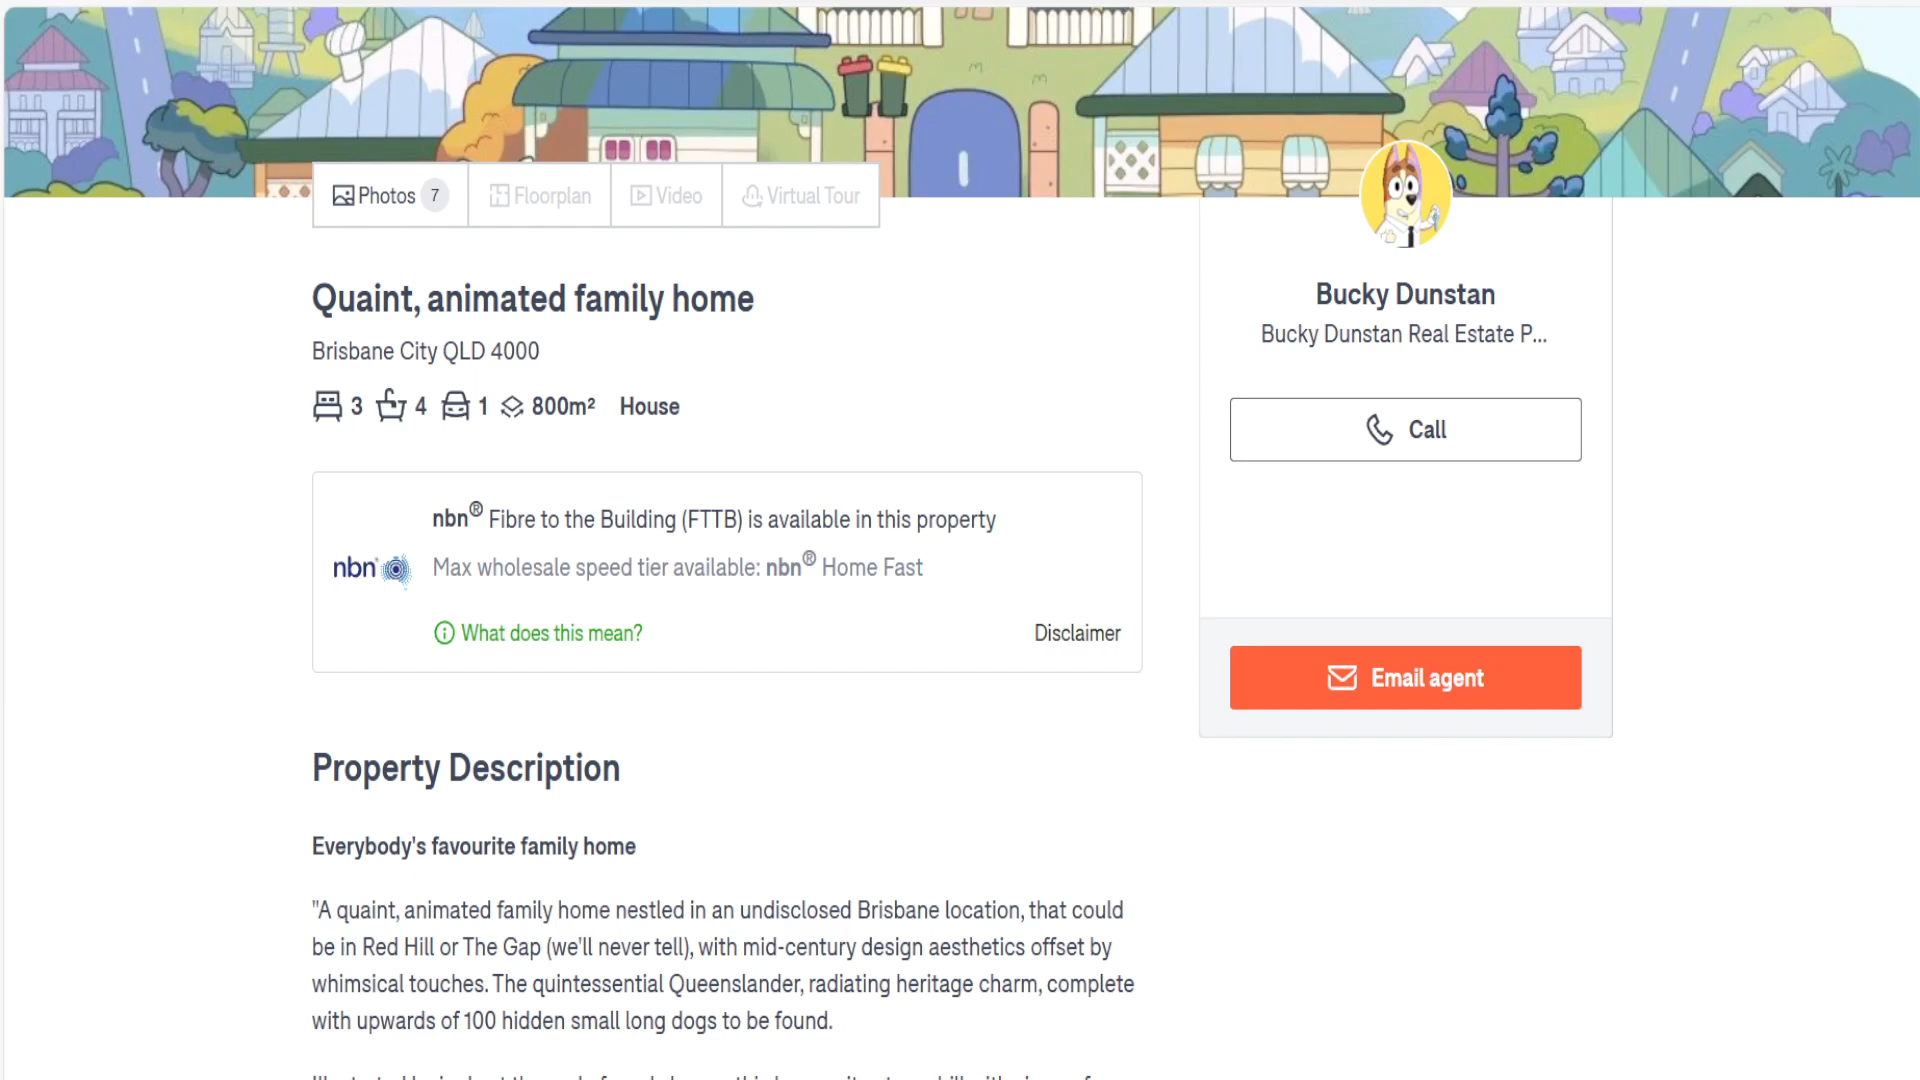 Photos 7 Floorplan Video Virtual Tour
Quaint, animated family home
Brisbane City QLD 4000
3 4 1 800m² House
nbn® Fibre to the Building (FTTB) is available in this property
nbn
Max wholesale speed tier available: nbn® Home Fast
What does this mean? Disclaimer
Property Description
Everybody's favourite family home
"A quaint, animated family home nestled in an undisclosed Brisbane location, that could
be in Red Hill or The Gap (we'll never tell), with mid-century design aesthetics offset by
whimsical touches. The quintessential Queenslander, radiating heritage charm, complete
with upwards of 100 hidden small long dogs to be found.
Bucky Dunstan
Bucky Dunstan Real Estate P...
Call
Email agent